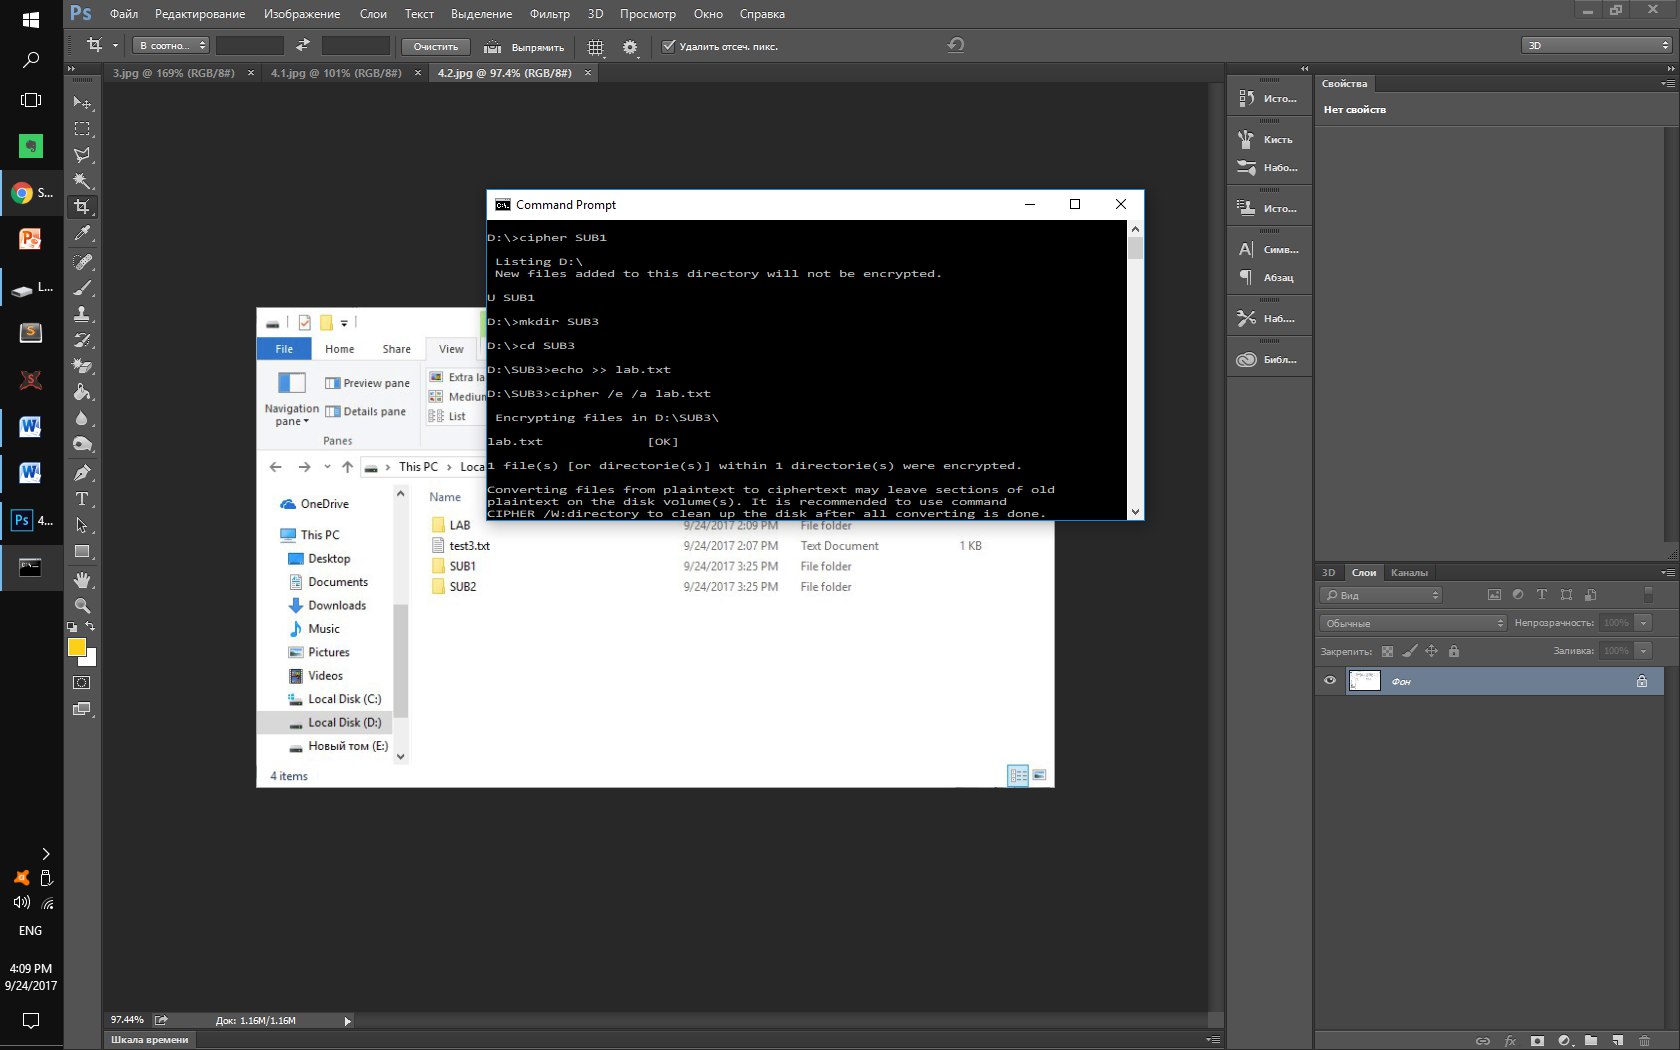 Ps Файл Редактирование Изображение Слои Текст Выделение Фильтр 3D Просмотр Окно Справка
В соотно... Очистить Выпрямить Удалить отсеч. пикс. 3D
3.jpg @ 169% (RGB/8#) × 4.1.jpg @ 101% (RGB/8#) × 4.2.jpg @ 97.4% (RGB/8#) ×
S...
L...
4...
Command Prompt
D:\>cipher SUB1
Listing D:\
New files added to this directory will not be encrypted.
U SUB1
D:\>mkdir SUB3
D:\>cd SUB3
D:\SUB3>echo >> lab.txt
D:\SUB3>cipher /e /a lab.txt
Encrypting files in D:\SUB3\
lab.txt [OK]
1 file(s) [or directorie(s)] within 1 directorie(s) were encrypted.
Converting files from plaintext to ciphertext may leave sections of old
plaintext on the disk volume(s). It is recommended to use command
CIPHER /W:directory to clean up the disk after all converting is done.
File Home Share View
Navigation pane
Preview pane
Details pane
Extra la
Medium
List
Panes
This PC Loca
OneDrive
This PC
Desktop
Documents
Downloads
Music
Pictures
Videos
Local Disk (C:)
Local Disk (D:)
Новый том (E:)
Name
LAB 9/24/2017 2:09 PM File folder
test3.txt 9/24/2017 2:07 PM Text Document 1 KB
SUB1 9/24/2017 3:25 PM File folder
SUB2 9/24/2017 3:25 PM File folder
4 items
Исто...
Кисть
Набо...
Исто...
Симв...
Абзац
Наб....
Библ...
Свойства
Нет свойств
3D Слои Каналы
Вид
Обычные Непрозрачность: 100%
Закрепить: Заливка: 100%
Фон
ENG
4:09 PM
9/24/2017
97.44% Док: 1.16M/1.16M
Шкала времени